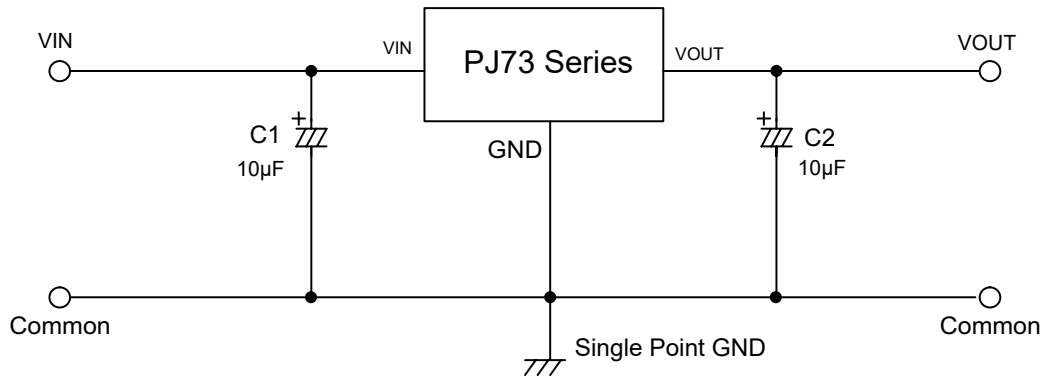 VIN
VIN
PJ73 Series
VOUT
VOUT
+
C1
10µF
GND
+
C2
10µF
Common
Single Point GND
Common